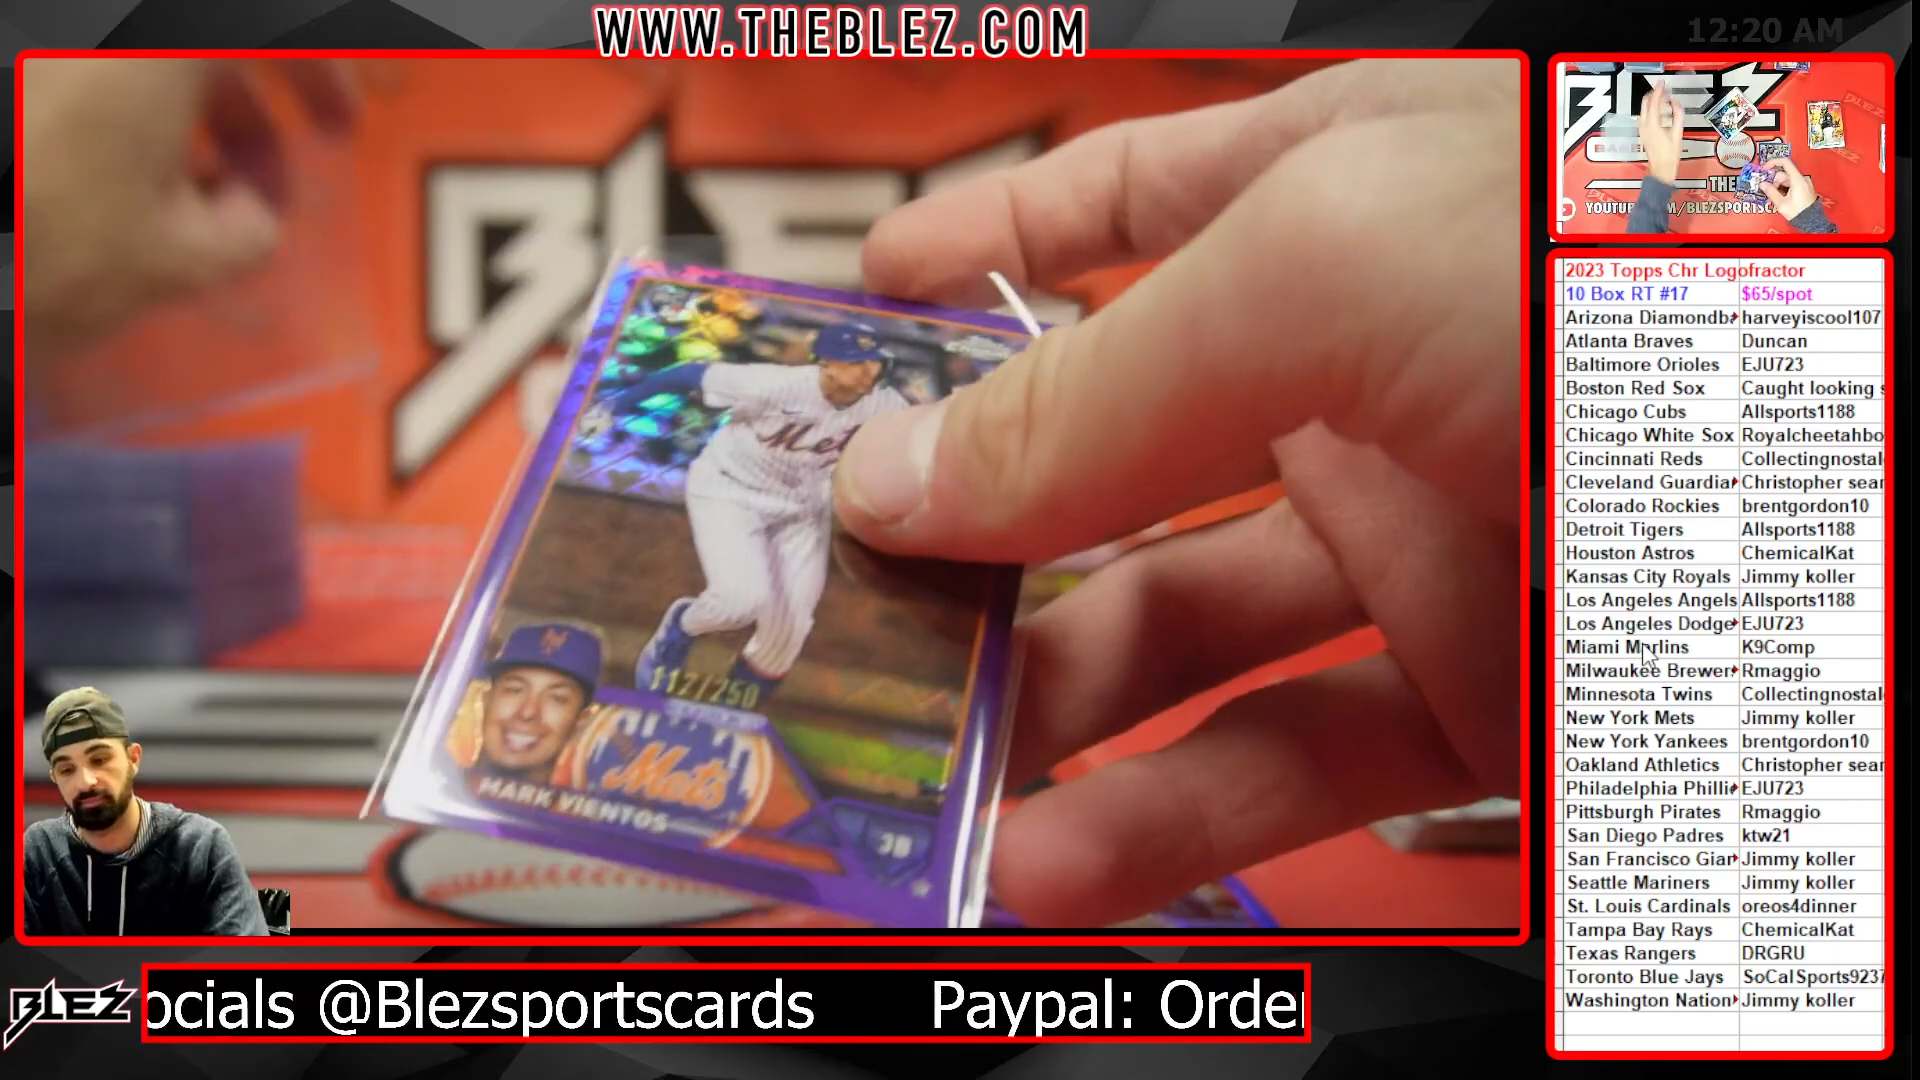 WWW.THEBLEZ.COM
12:20 AM
BLEZ
Mets
112/250
Mets
MARK VIENTOS
3B
BLEZ
THE
2023 Topps Chr Logofractor
10 Box RT #17 $65/spot
Arizona Diamondba harveyiscool107
Atlanta Braves Duncan
Baltimore Orioles EJU723
Boston Red Sox Caught looking s
Chicago Cubs Allsports1188
Chicago White Sox Royalcheetahbo
Cincinnati Reds Collectingnostal
Cleveland Guardia Christopher sear
Colorado Rockies brentgordon10
Detroit Tigers Allsports1188
Houston Astros ChemicalKat
Kansas City Royals Jimmy koller
Los Angeles Angels Allsports1188
Los Angeles Dodge EJU723
Miami Marlins K9Comp
Milwaukee Brewer Rmaggio
Minnesota Twins Collectingnostal
New York Mets Jimmy koller
New York Yankees brentgordon10
Oakland Athletics Christopher sear
Philadelphia Phillie EJU723
Pittsburgh Pirates Rmaggio
San Diego Padres ktw21
San Francisco Gian Jimmy koller
Seattle Mariners Jimmy koller
St. Louis Cardinals oreos4dinner
Tampa Bay Rays ChemicalKat
Texas Rangers DRGRU
Toronto Blue Jays SoCalSports9237
Washington Nation Jimmy koller
BLEZ
ocials @Blezsportscards Paypal: Order